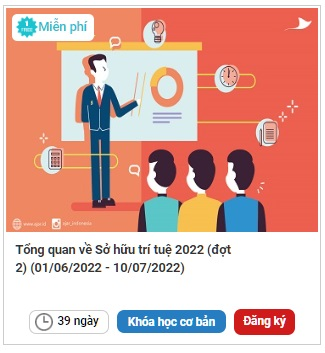 Miễn phí
Tổng quan về Sở hữu trí tuệ 2022 (đợt
2) (01/06/2022 - 10/07/2022)
39 ngày
Khóa học cơ bản
Đăng ký